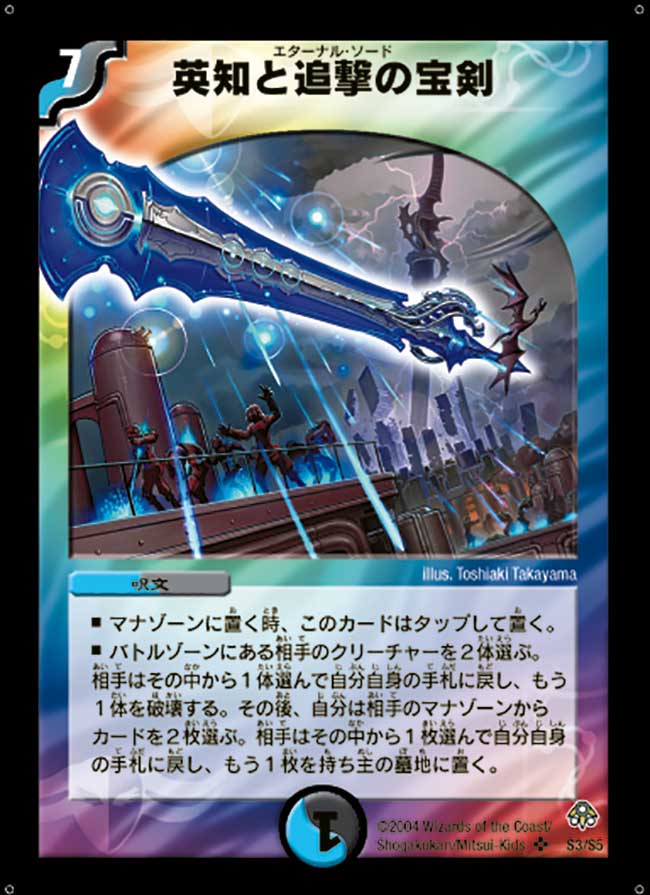 7
エターナル・ソード
英知と追撃の宝剣
illus. Toshiaki Takayama
呪文
■ マナゾーンに置く時、このカードはタップして置く。
■ バトルゾーンにある相手のクリーチャーを2体選ぶ。
相手はその中から1体選んで自分自身の手札に戻し、もう
1体を破壊する。その後、自分は相手のマナゾーンから
カードを2枚選ぶ。相手はその中から1枚選んで自分自身
の手札に戻し、もう1枚を持ち主の墓地に置く。
1
©2004 Wizards of the Coast/
Shogakukan/Mitsui-Kids
S3/S5